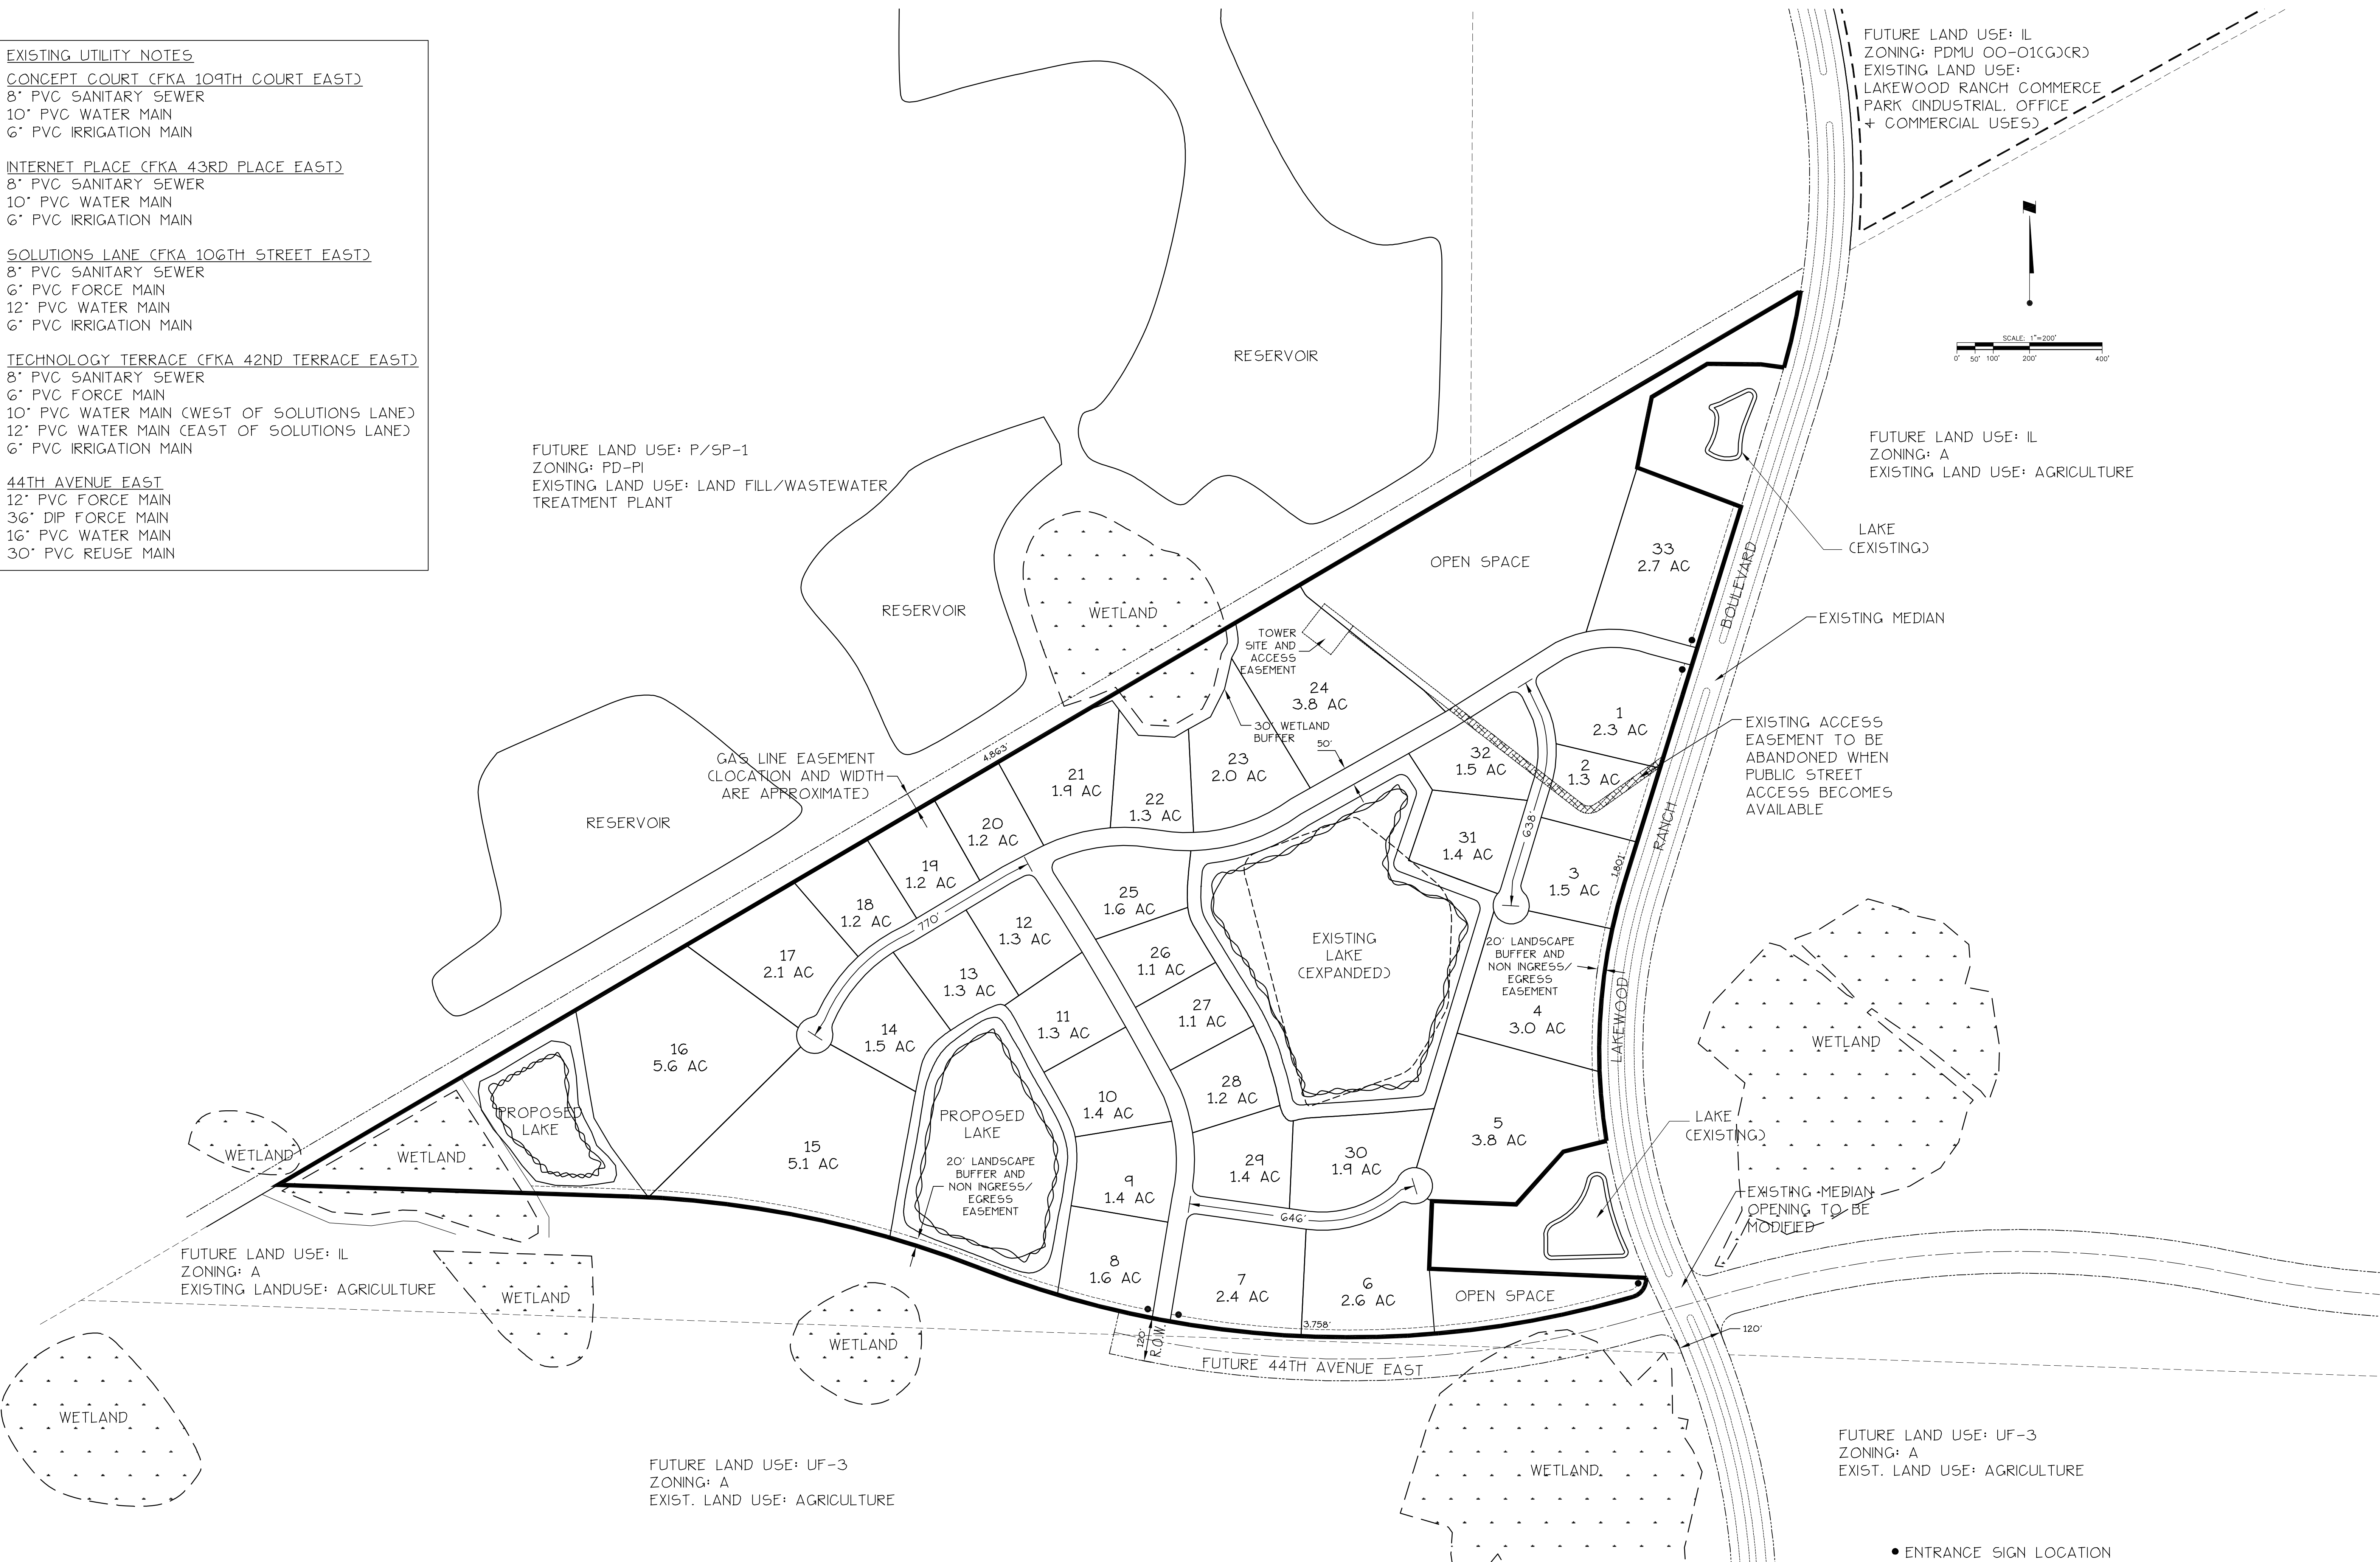 EXISTING UTILITY NOTES
CONCEPT COURT (FKA 109TH COURT EAST)
8" PVC SANITARY SEWER
10" PVC WATER MAIN
6" PVC IRRIGATION MAIN
INTERNET PLACE (FKA 43RD PLACE EAST)
8" PVC SANITARY SEWER
10" PVC WATER MAIN
6" PVC IRRIGATION MAIN
SOLUTIONS LANE (FKA 106TH STREET EAST)
8" PVC SANITARY SEWER
6" PVC FORCE MAIN
12" PVC WATER MAIN
6" PVC IRRIGATION MAIN
TECHNOLOGY TERRACE (FKA 42ND TERRACE EAST)
8" PVC SANITARY SEWER
6" PVC FORCE MAIN
10" PVC WATER MAIN (WEST OF SOLUTIONS LANE)
12" PVC WATER MAIN (EAST OF SOLUTIONS LANE)
6" PVC IRRIGATION MAIN
44TH AVENUE EAST
12" PVC FORCE MAIN
36" DIP FORCE MAIN
16" PVC WATER MAIN
30" PVC REUSE MAIN
FUTURE LAND USE: IL
ZONING: PDMU 00-01(G)(R)
EXISTING LAND USE:
LAKEWOOD RANCH COMMERCE
PARK (INDUSTRIAL, OFFICE
+ COMMERCIAL USES)
SCALE: 1"=200'
0' 50' 100' 200' 400'
RESERVOIR
FUTURE LAND USE: P/SP-1
ZONING: PD-PI
EXISTING LAND USE: LAND FILL/WASTEWATER
TREATMENT PLANT
FUTURE LAND USE: IL
ZONING: A
EXISTING LAND USE: AGRICULTURE
LAKE
(EXISTING)
OPEN SPACE
33
2.7 AC
BOULEVARD
RESERVOIR
WETLAND
TOWER
SITE AND
ACCESS
EASEMENT
EXISTING MEDIAN
24
3.8 AC
30' WETLAND
BUFFER
50'
1
2.3 AC
EXISTING ACCESS
EASEMENT TO BE
ABANDONED WHEN
PUBLIC STREET
ACCESS BECOMES
AVAILABLE
GAS LINE EASEMENT
(LOCATION AND WIDTH
ARE APPROXIMATE)
4,863'
21
1.9 AC
22
1.3 AC
23
2.0 AC
32
1.5 AC
2
1.3 AC
RESERVOIR
20
1.2 AC
19
1.2 AC
18
1.2 AC
770'
31
1.4 AC
638'
3
1.5 AC
1,801'
RANCH
25
1.6 AC
12
1.3 AC
26
1.1 AC
17
2.1 AC
13
1.3 AC
EXISTING
LAKE
(EXPANDED)
20' LANDSCAPE
BUFFER AND
NON INGRESS/
EGRESS
EASEMENT
4
3.0 AC
LAKEWOOD
27
1.1 AC
11
1.3 AC
14
1.5 AC
16
5.6 AC
WETLAND
28
1.2 AC
10
1.4 AC
PROPOSED
LAKE
PROPOSED
LAKE
20' LANDSCAPE
BUFFER AND
NON INGRESS/
EGRESS
EASEMENT
15
5.1 AC
5
3.8 AC
LAKE
(EXISTING)
WETLAND
WETLAND
29
1.4 AC
30
1.9 AC
9
1.4 AC
646'
EXISTING MEDIAN
OPENING TO BE
MODIFIED
FUTURE LAND USE: IL
ZONING: A
EXISTING LANDUSE: AGRICULTURE
WETLAND
8
1.6 AC
7
2.4 AC
6
2.6 AC
OPEN SPACE
3,758'
120'
R.O.W.
120'
WETLAND
FUTURE 44TH AVENUE EAST
WETLAND
FUTURE LAND USE: UF-3
ZONING: A
EXIST. LAND USE: AGRICULTURE
WETLAND
FUTURE LAND USE: UF-3
ZONING: A
EXIST. LAND USE: AGRICULTURE
ENTRANCE SIGN LOCATION